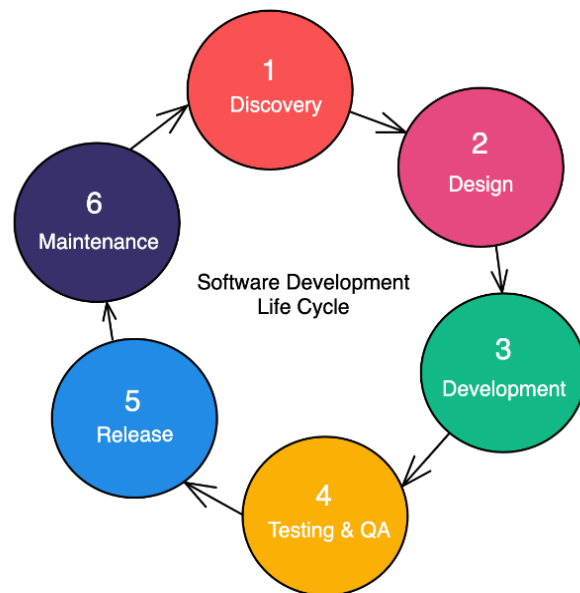 1
Discovery
2
Design
3
Development
4
Testing & QA
5
Release
6
Maintenance
Software Development
Life Cycle